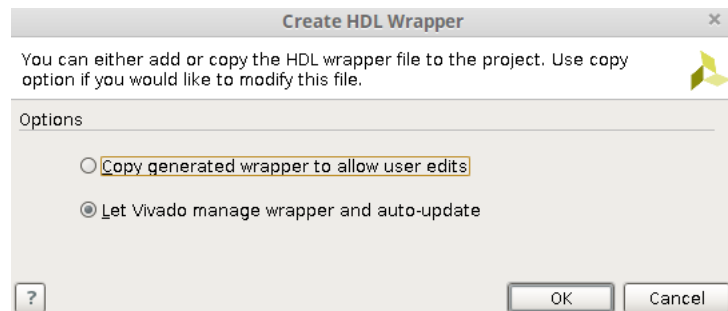 Create HDL Wrapper
You can either add or copy the HDL wrapper file to the project. Use copy
option if you would like to modify this file.
Options
Copy generated wrapper to allow user edits
Let Vivado manage wrapper and auto-update
?
OK
Cancel